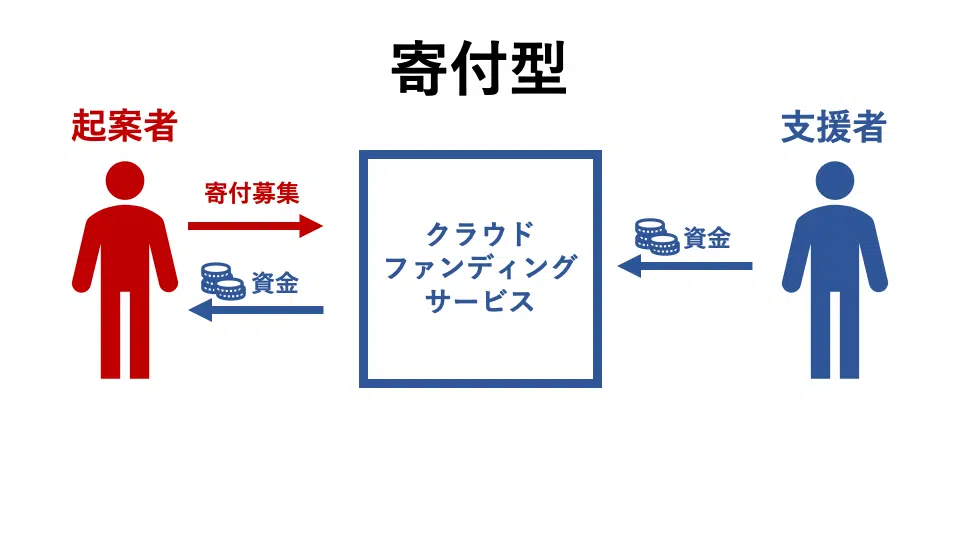 寄付型
起案者
支援者
寄付募集
資金
クラウド
ファンディング
サービス
資金